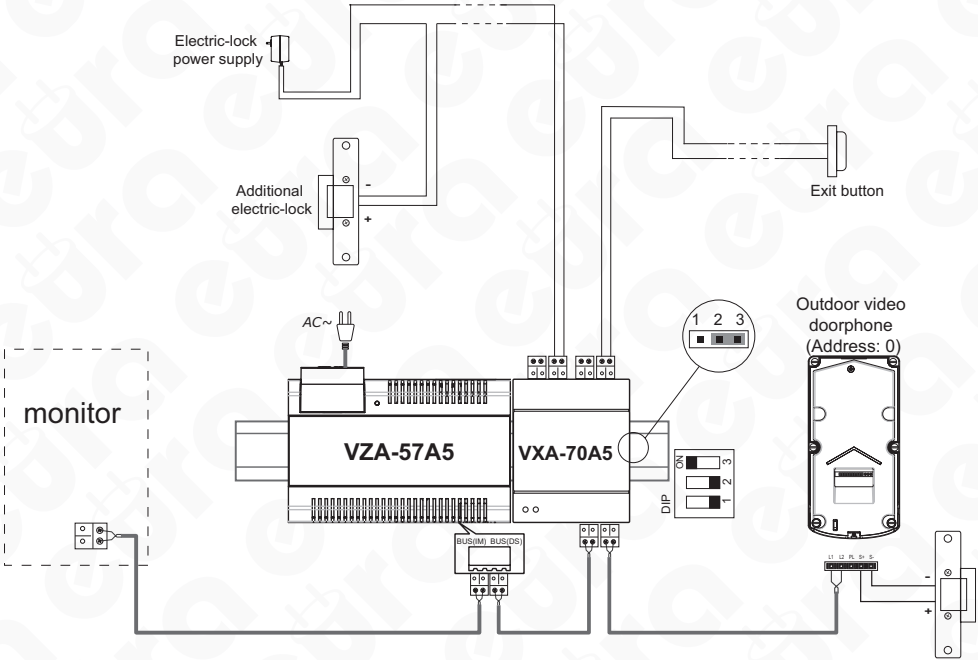 Electric-lock
power supply
Additional
electric-lock
-
+
Exit button
AC~
1 2 3
Outdoor video
doorphone
(Address: 0)
monitor
VZA-57A5
VXA-70A5
ON
DIP
3
2
1
BUS(IM) BUS(DS)
L1 L2 PL S+ S-
-
+
eura